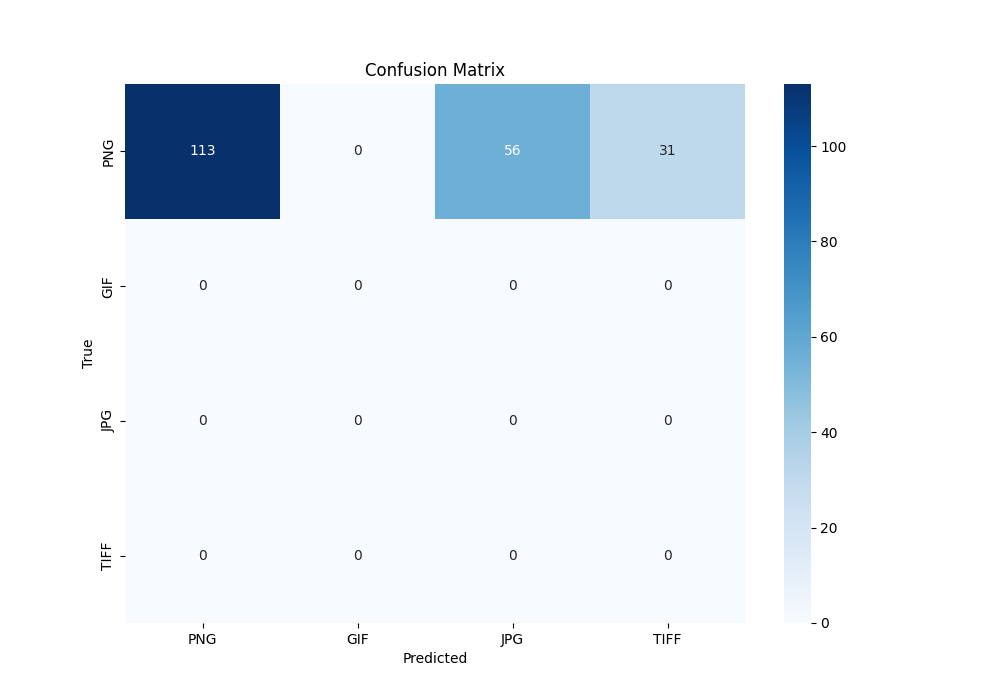 Confusion Matrix
PNG 113 0 56 31
GIF 0 0 0 0
JPG 0 0 0 0
TIFF 0 0 0 0
True
PNG GIF JPG TIFF
Predicted
100
80
60
40
20
0